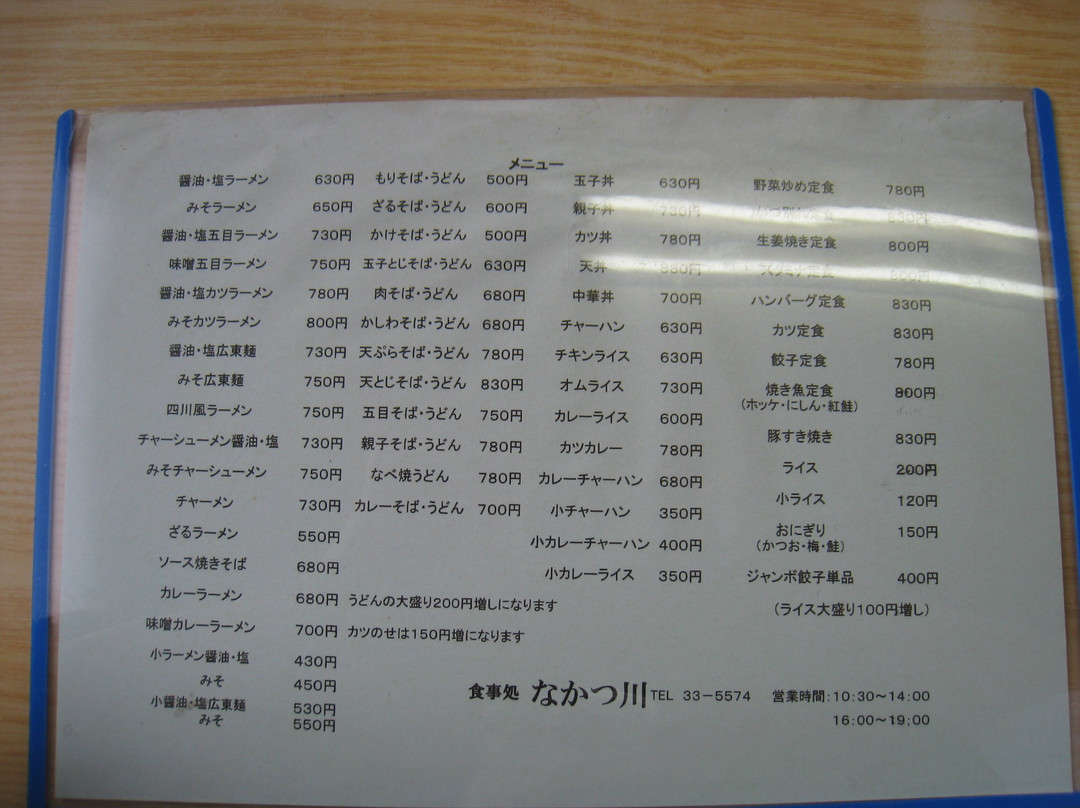 メニュー
醤油・塩ラーメン 630円
みそラーメン 650円
醤油・塩五目ラーメン 730円
味噌五目ラーメン 750円
醤油・塩カツラーメン 780円
みそカツラーメン 800円
醤油・塩広東麺 730円
みそ広東麺 750円
四川風ラーメン 750円
チャーシューメン醤油・塩 730円
みそチャーシューメン 750円
チャーメン 730円
ざるラーメン 550円
ソース焼きそば 680円
カレーラーメン 680円
味噌カレーラーメン 700円
小ラーメン醤油・塩 430円
みそ 450円
小醤油・塩広東麺 530円
みそ 550円
もりそば・うどん 500円
ざるそば・うどん 600円
かけそば・うどん 500円
玉子とじそば・うどん 630円
肉そば・うどん 680円
かしわそば・うどん 680円
天ぷらそば・うどん 780円
天とじそば・うどん 830円
五目そば・うどん 750円
親子そば・うどん 780円
なべ焼うどん 780円
カレーそば・うどん 700円
うどんの大盛り200円増しになります
カツのせは150円増になります
玉子丼 630円
親子丼 730円
カツ丼 780円
天丼 880円
中華丼 700円
チャーハン 630円
チキンライス 630円
オムライス 730円
カレーライス 600円
カツカレー 780円
カレーチャーハン 680円
小チャーハン 350円
小カレーチャーハン 400円
小カレーライス 350円
野菜炒め定食 780円
かつ別れ定食
生姜焼き定食 800円
スタミナ定食
ハンバーグ定食 830円
カツ定食 830円
餃子定食 780円
焼き魚定食
(ホッケ・にしん・紅鮭)
豚すき焼き 830円
ライス 200円
小ライス 120円
おにぎり 150円
(かつお・梅・鮭)
ジャンボ餃子単品 400円
(ライス大盛り100円増し)
食事処 なかつ川 TEL 33-5574 営業時間:10:30～14:00
16:00～19:00